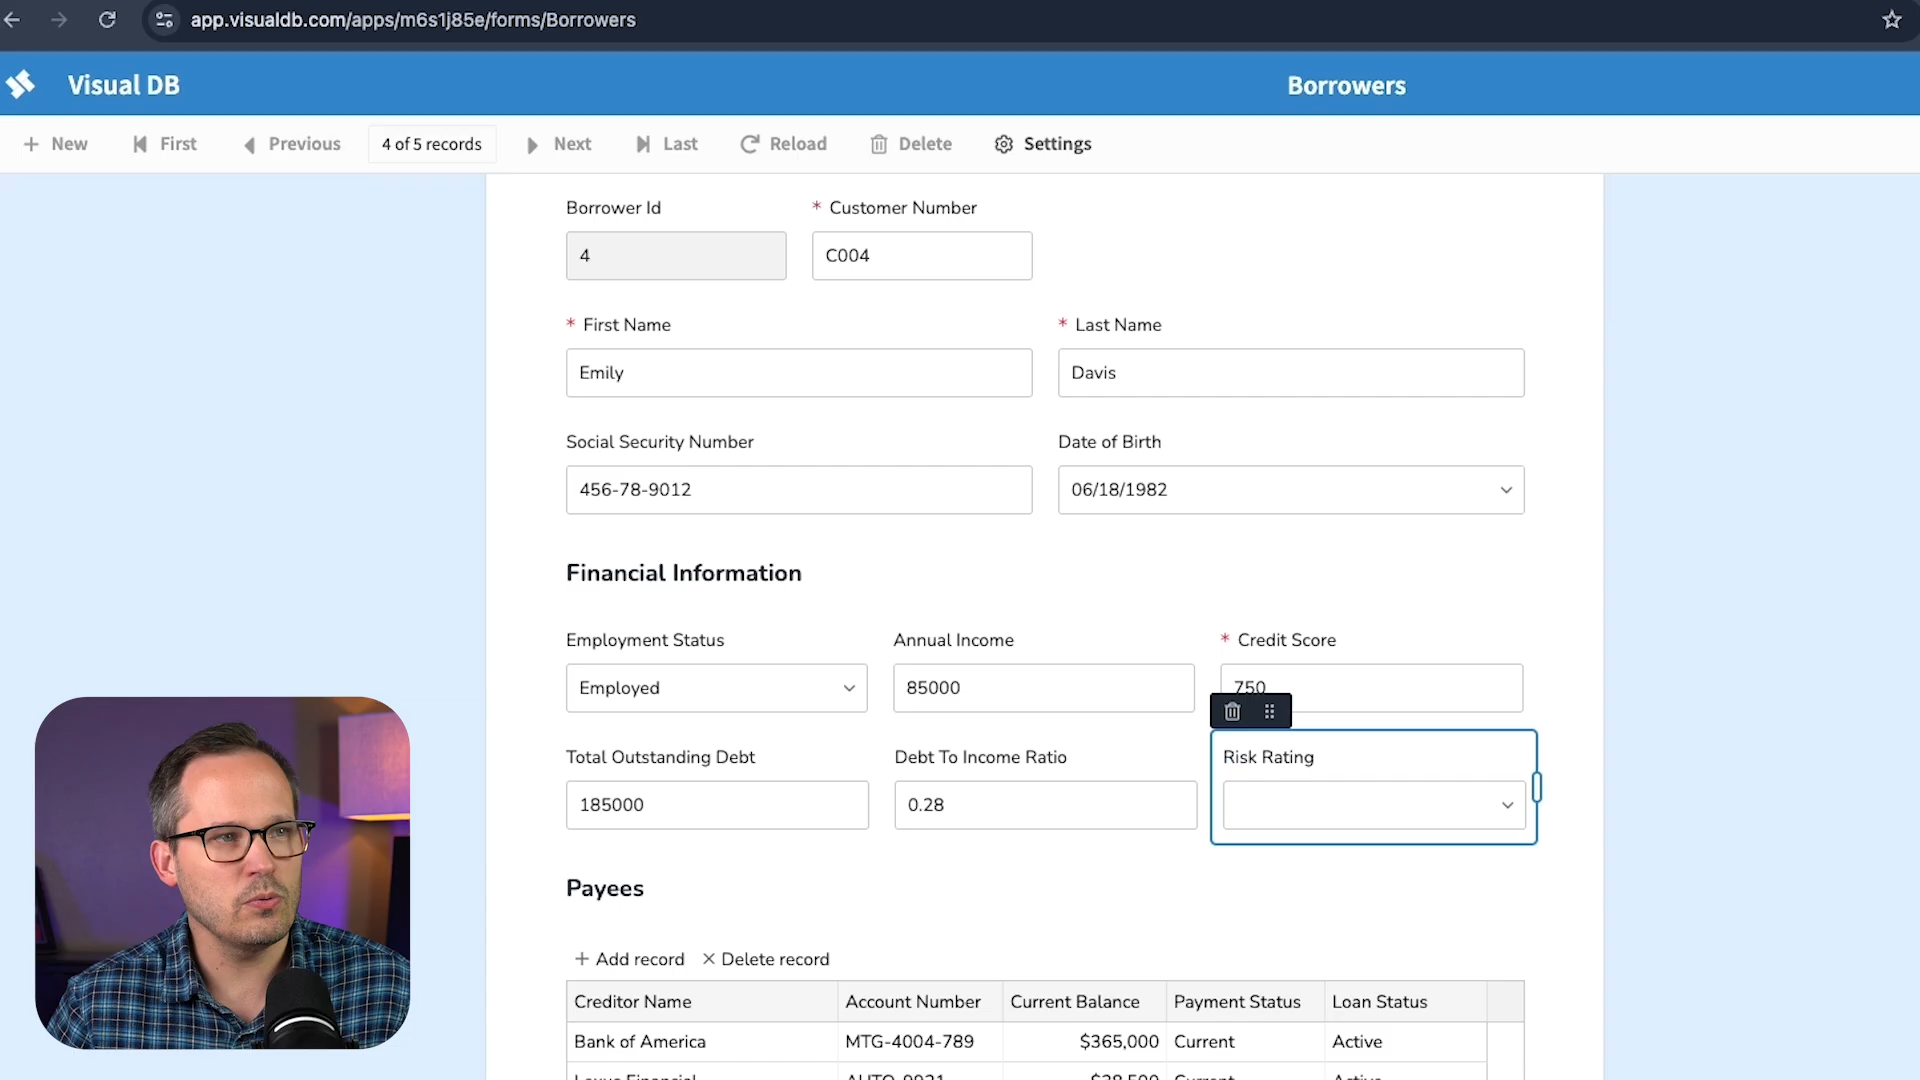 app.visualdb.com/apps/m6s1j85e/forms/Borrowers
Visual DB
Borrowers
New
First
Previous
4 of 5 records
Next
Last
Reload
Delete
Settings
Borrower Id
* Customer Number
4
C004
* First Name
* Last Name
Emily
Davis
Social Security Number
Date of Birth
456-78-9012
06/18/1982
Financial Information
Employment Status
Annual Income
* Credit Score
Employed
85000
750
Total Outstanding Debt
Debt To Income Ratio
Risk Rating
185000
0.28
Payees
+ Add record
× Delete record
Creditor Name
Account Number
Current Balance
Payment Status
Loan Status
Bank of America
MTG-4004-789
$365,000
Current
Active